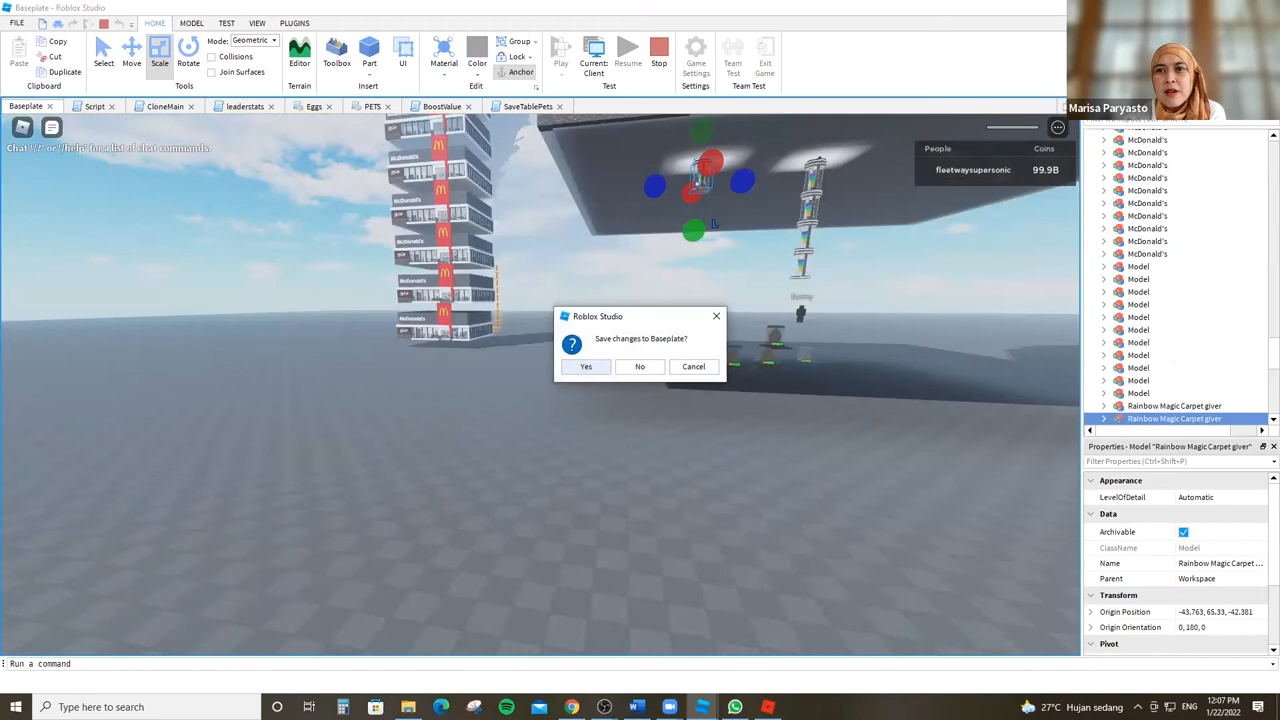 Baseplate - Roblox Studio
FILE
HOME
MODEL
TEST
VIEW
PLUGINS
Paste
Copy
Cut
Duplicate
Clipboard
Select
Move
Scale
Rotate
Mode: Geometric
Collisions
Join Surfaces
Tools
Editor
Terrain
Toolbox
Part
UI
Insert
Material
Color
Group
Lock
Anchor
Edit
Play
Current:
Client
Resume
Stop
Test
Game
Settings
Settings
Team
Test
Exit
Game
Team Test
Marisa Paryasto
Baseplate
Script
CloneMain
leaderstats
Eggs
PETS
BoostValue
SaveTablePets
Chat '/?' or '/help' for a list of chat commands.
People
Coins
fleetwaysupersonic
99.9B
McDonald's
McDonald's
McDonald's
McDonald's
McDonald's
L
Dummy
Roblox Studio
Save changes to Baseplate?
Yes
No
Cancel
McDonald's
McDonald's
McDonald's
McDonald's
McDonald's
McDonald's
McDonald's
McDonald's
McDonald's
McDonald's
Model
Model
Model
Model
Model
Model
Model
Model
Model
Model
Model
Rainbow Magic Carpet giver
Rainbow Magic Carpet giver
Properties - Model "Rainbow Magic Carpet giver"
Filter Properties (Ctrl+Shift+P)
Appearance
LevelOfDetail Automatic
Data
Archivable
ClassName Model
Name Rainbow Magic Carpet ...
Parent Workspace
Transform
Origin Position -43.763, 65.33, -42.381
Origin Orientation 0, 180, 0
Pivot
Run a command
Type here to search
27°C Hujan sedang
12:07 PM
1/22/2022